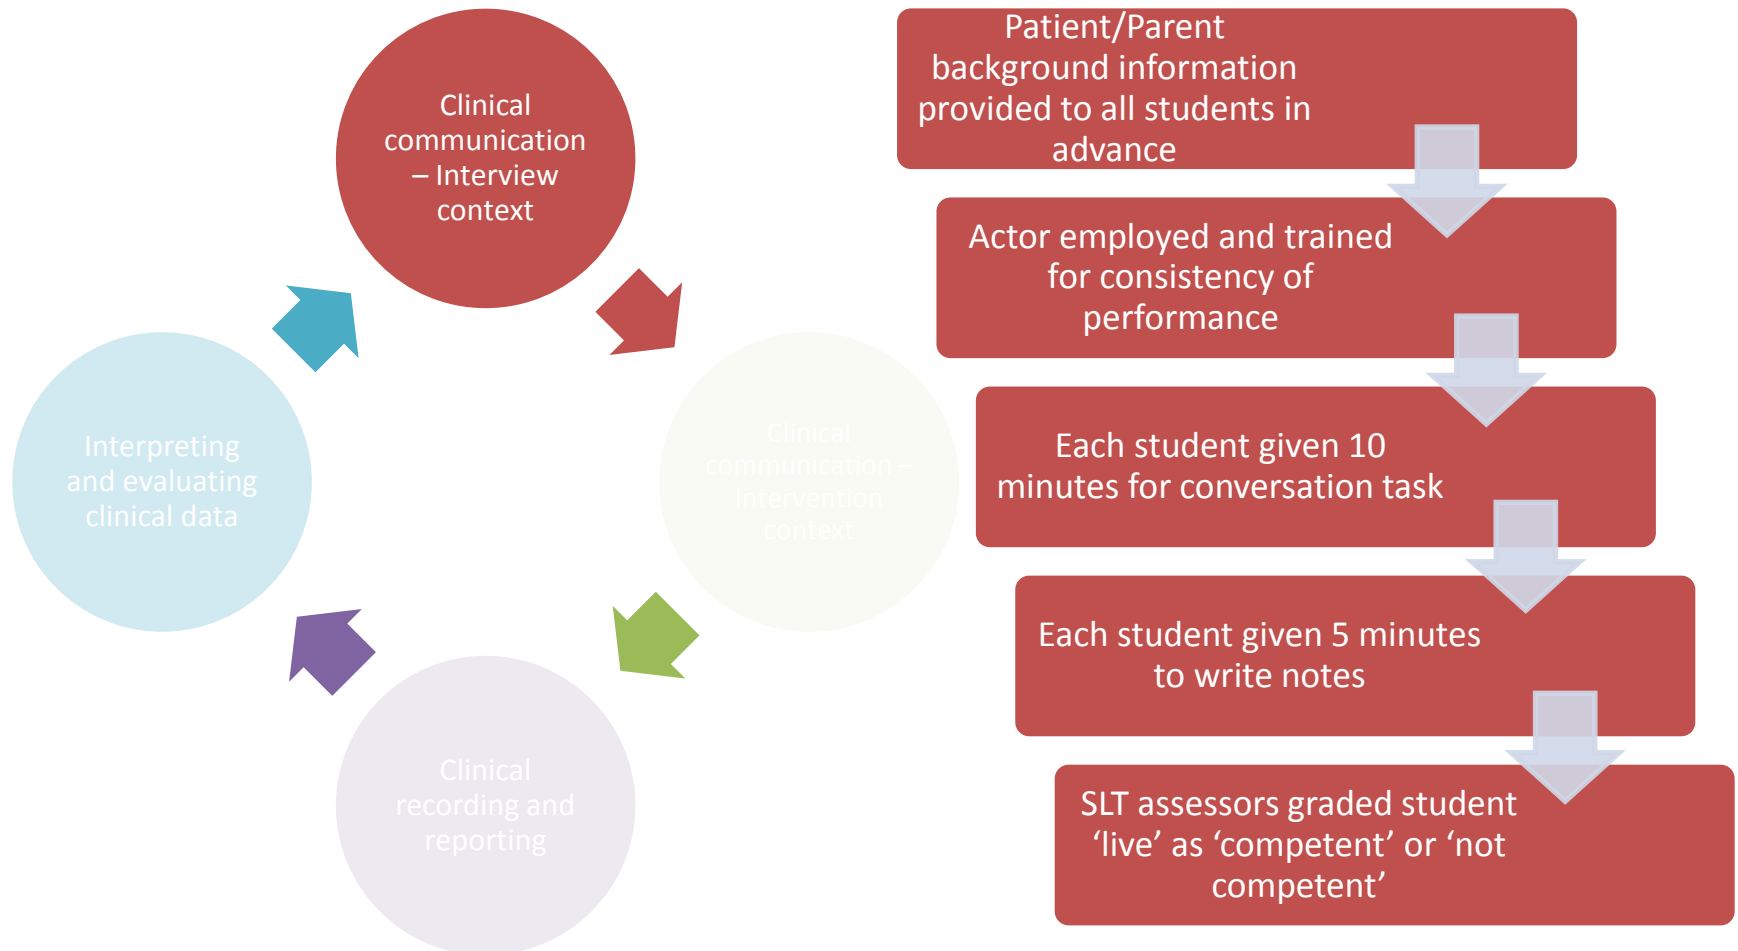 Clinical
communication
– Interview
context
Clinical
communication –
intervention
context
Clinical
recording and
reporting
Interpreting
and evaluating
clinical data
Patient/Parent
background information
provided to all students in
advance
Actor employed and trained
for consistency of
performance
Each student given 10
minutes for conversation task
Each student given 5 minutes
to write notes
SLT assessors graded student
‘live’ as ‘competent’ or ‘not
competent’